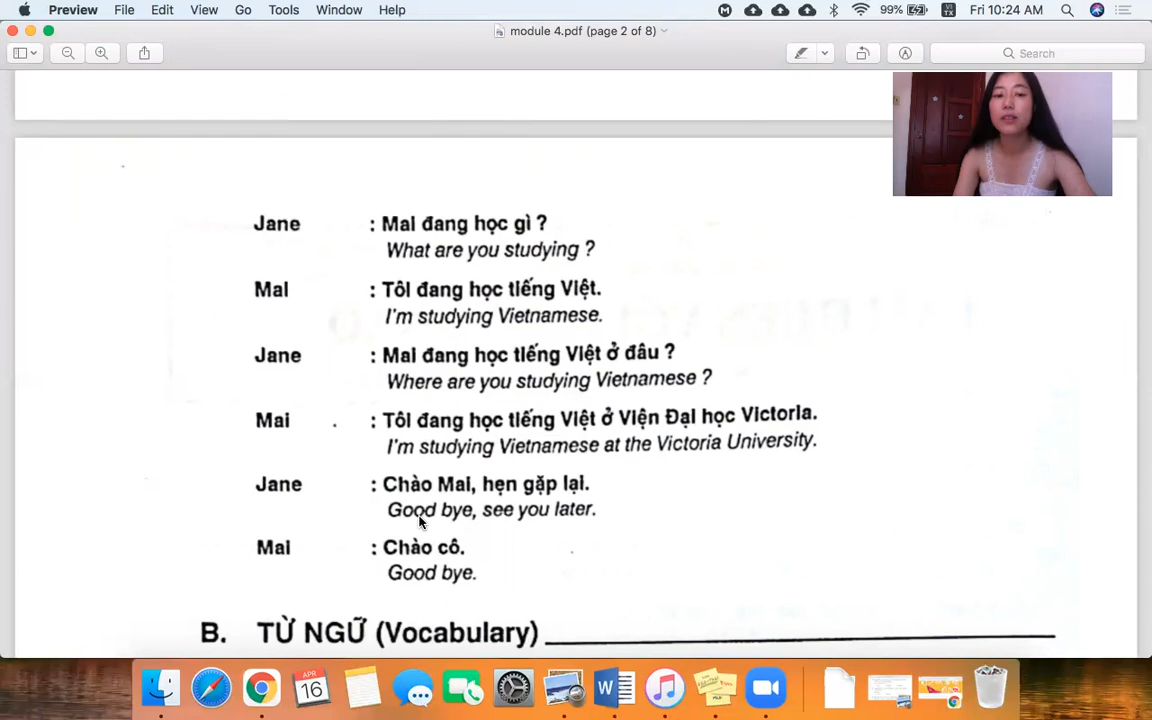 Preview File Edit View Go Tools Window Help 99% VI TX Fri 10:24 AM
module 4.pdf (page 2 of 8)
Search
Jane : Mai đang học gì ?
What are you studying ?
Mai : Tôi đang học tiếng Việt.
I'm studying Vietnamese.
Jane : Mai đang học tiếng Việt ở đâu ?
Where are you studying Vietnamese ?
Mai : Tôi đang học tiếng Việt ở Viện Đại học Victoria.
I'm studying Vietnamese at the Victoria University.
Jane : Chào Mai, hẹn gặp lại.
Good bye, see you later.
Mai : Chào cô.
Good bye.
B. TỪ NGỮ (Vocabulary)
APR
16
W